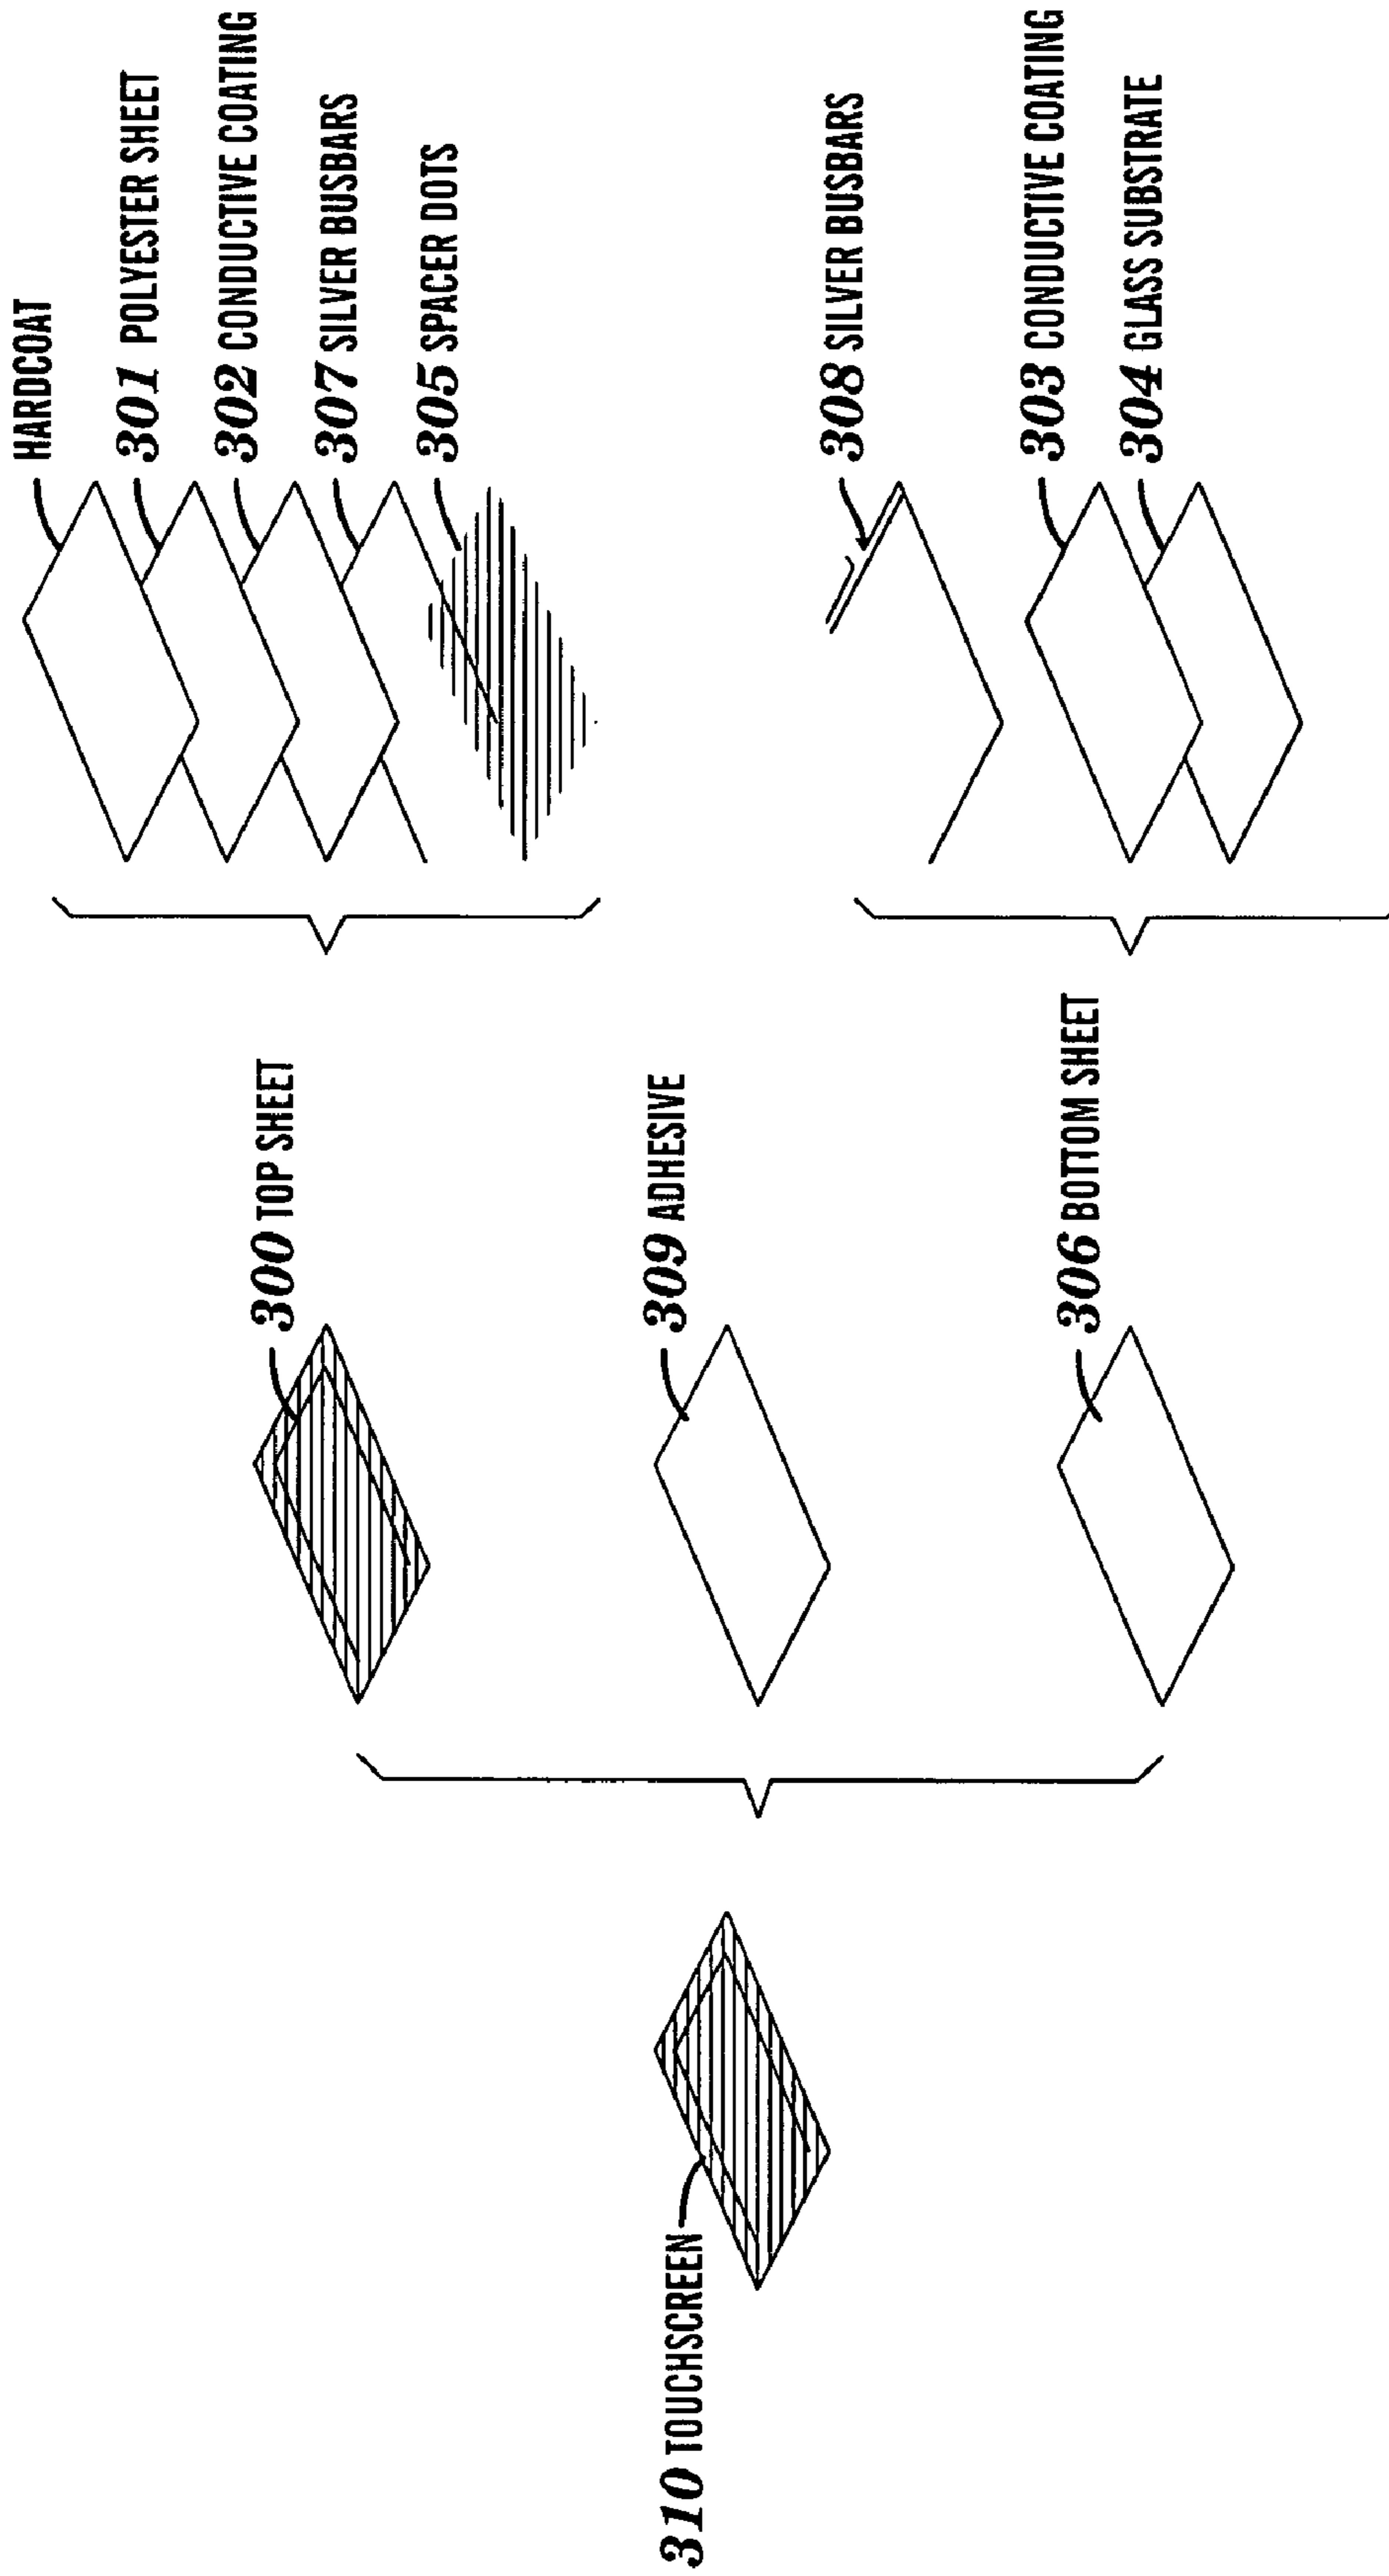 HARDCOAT
301 POLYESTER SHEET
302 CONDUCTIVE COATING
307 SILVER BUSBARS
305 SPACER DOTS
308 SILVER BUSBARS
303 CONDUCTIVE COATING
304 GLASS SUBSTRATE
300 TOP SHEET
309 ADHESIVE
306 BOTTOM SHEET
310 TOUCHSCREEN